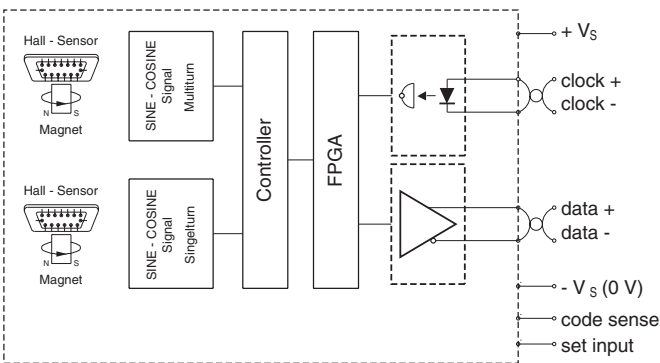 Hall - Sensor
N S
Magnet
SINE - COSINE
Signal
Multiturn
Hall - Sensor
N S
Magnet
SINE - COSINE
Signal
Singelturn
Controller
FPGA
+ VS
clock +
clock -
data +
data -
- VS (0 V)
code sense
set input